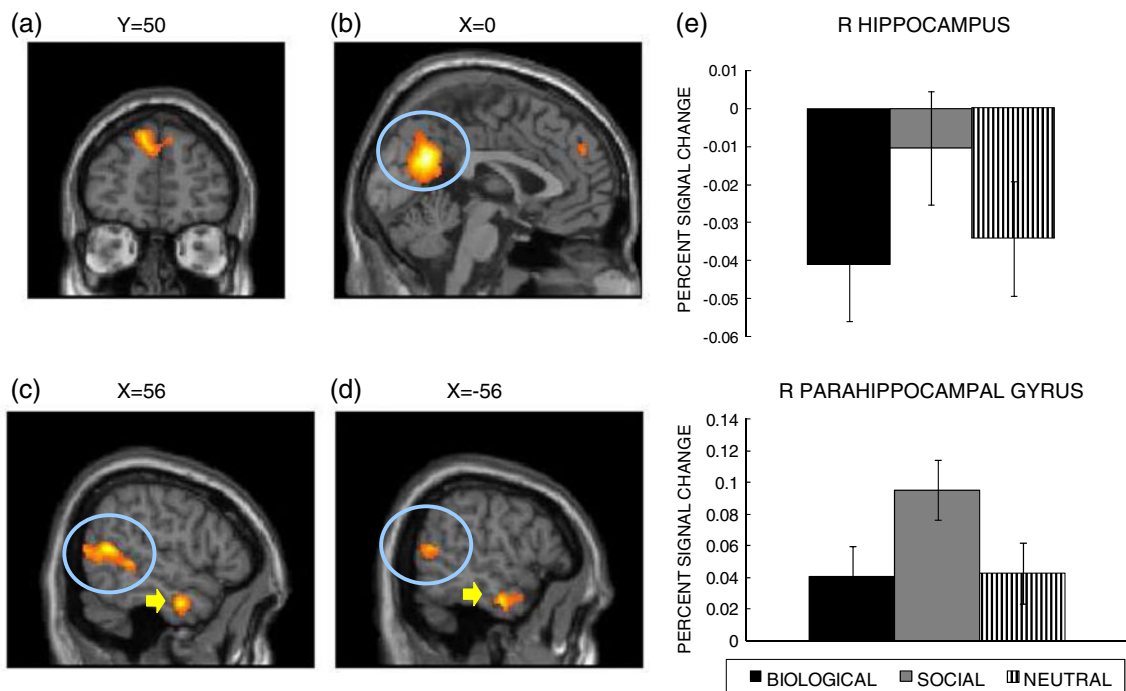 (a) Y=50
(b) X=0
(c) X=56
(d) X=-56
(e) R HIPPOCAMPUS
PERCENT SIGNAL CHANGE
0.01
0
-0.01
-0.02
-0.03
-0.04
-0.05
-0.06
R PARAHIPPOCAMPAL GYRUS
PERCENT SIGNAL CHANGE
0.14
0.12
0.1
0.08
0.06
0.04
0.02
0
BIOLOGICAL SOCIAL NEUTRAL